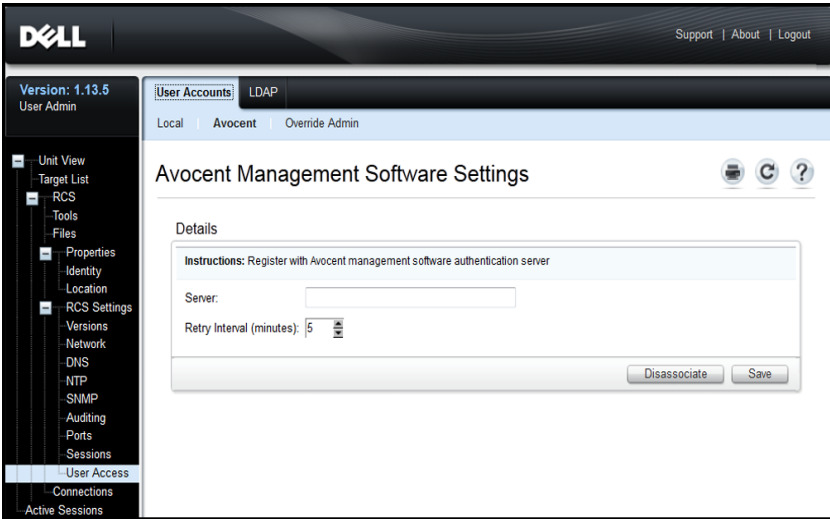 DELL
Support | About | Logout
Version: 1.13.5
User Admin
User Accounts LDAP
Local Avocent Override Admin
Unit View
Target List
RCS
Tools
Files
Properties
Identity
Location
RCS Settings
Versions
Network
DNS
NTP
SNMP
Auditing
Ports
Sessions
User Access
Connections
Active Sessions
Avocent Management Software Settings
?
Details
Instructions: Register with Avocent management software authentication server
Server:
Retry Interval (minutes): 5
Disassociate Save